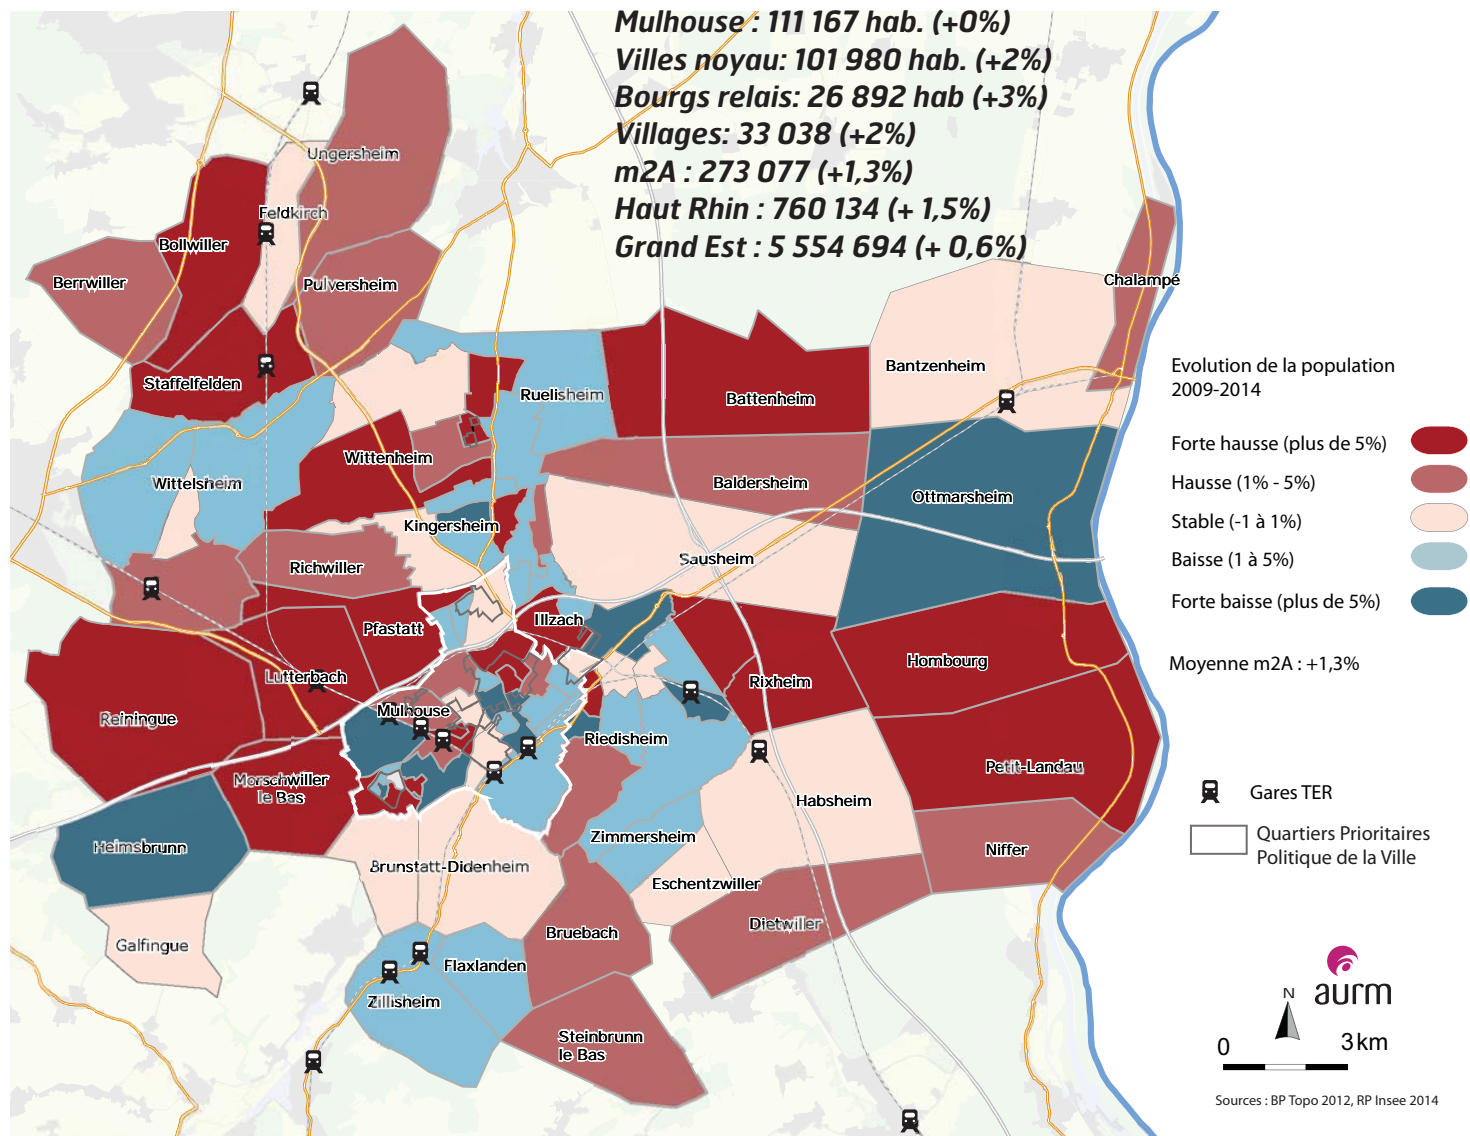 Mulhouse : 111 167 hab. (+0%)
Villes noyau: 101 980 hab. (+2%)
Bourgs relais: 26 892 hab (+3%)
Villages: 33 038 (+2%)
m2A : 273 077 (+1,3%)
Haut Rhin : 760 134 (+ 1,5%)
Grand Est : 5 554 694 (+ 0,6%)
Ungersheim
Feldkirch
Bollwiller
Berrwiller
Pulversheim
Chalampé
Staffelfelden
Ruelisheim
Battenheim
Bantzenheim
Wittenheim
Wittelsheim
Baldersheim
Ottmarsheim
Kingersheim
Richwiller
Sausheim
Pfastatt
Illzach
Lutterbach
Rixheim
Hombourg
Reiningue
Mulhouse
Riedisheim
Morschwiller
le Bas
Petit-Landau
Habsheim
Heimsbrunn
Zimmersheim
Niffer
Brunstatt-Didenheim
Eschentzwiller
Dietwiller
Galfingue
Bruebach
Flaxlanden
Zillisheim
Steinbrunn
le Bas
Evolution de la population
2009-2014
Forte hausse (plus de 5%)
Hausse (1% - 5%)
Stable (-1 à 1%)
Baisse (1 à 5%)
Forte baisse (plus de 5%)
Moyenne m2A : +1,3%
Gares TER
Quartiers Prioritaires
Politique de la Ville
N
aurm
0 3 km
Sources : BP Topo 2012, RP Insee 2014